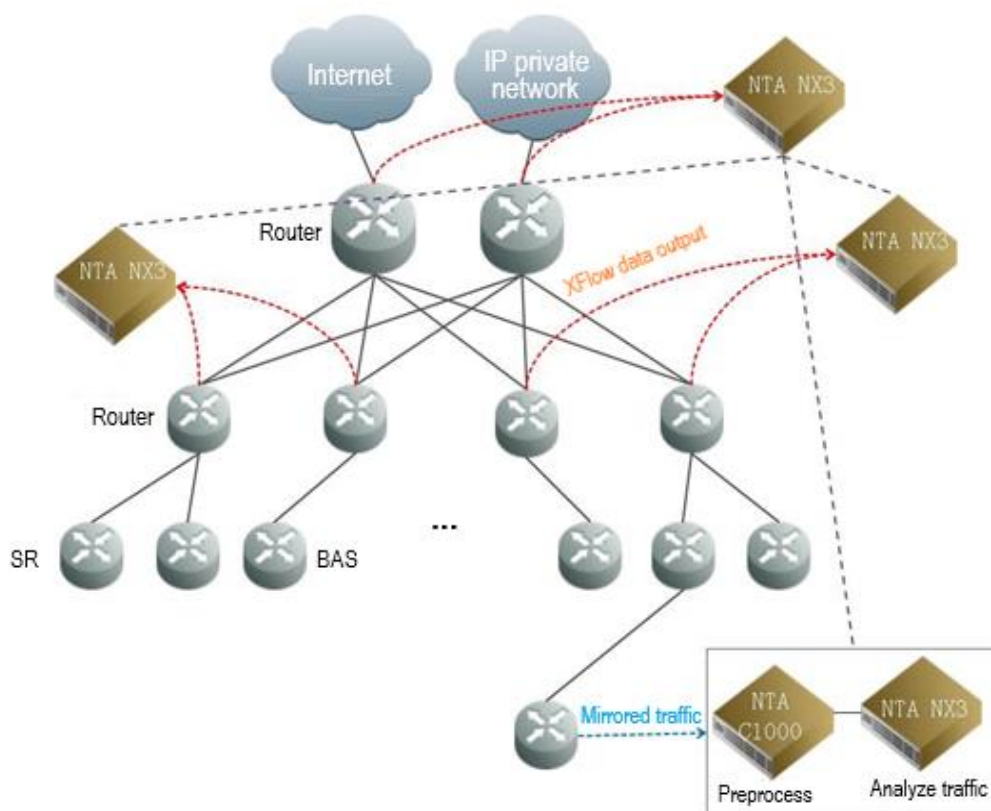 Internet
IP private
network
NTA NX3
Router
NTA NX3
XFlow data output
NTA NX3
Router
SR
BAS
...
Mirrored traffic
NTA
C1000
NTA NX3
Preprocess
Analyze traffic